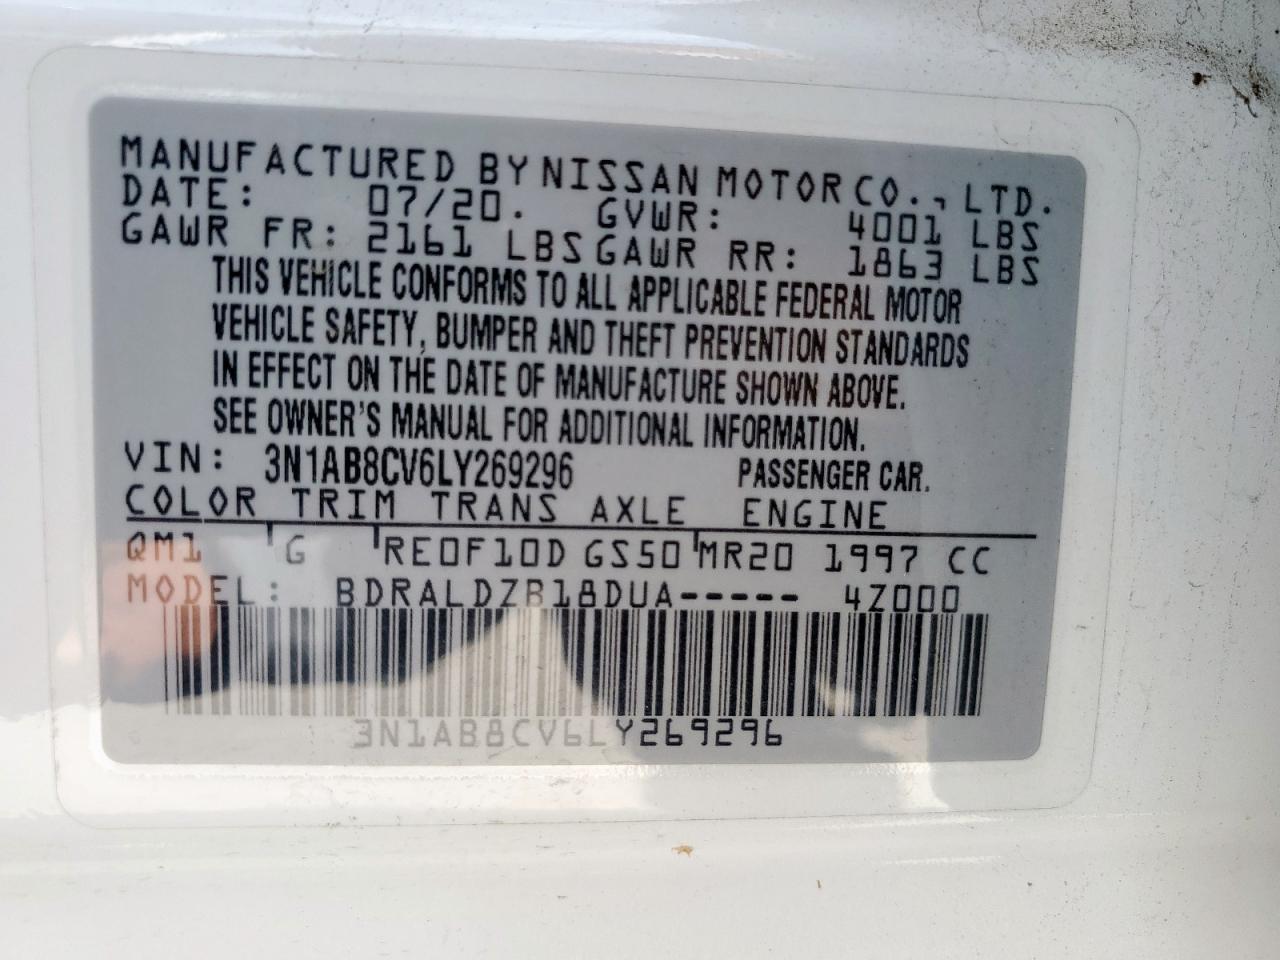 MANUFACTURED BY NISSAN MOTOR CO., LTD.
DATE: 07/20. GVWR: 4001 LBS
GAWR FR: 2161 LBS GAWR RR: 1863 LBS
THIS VEHICLE CONFORMS TO ALL APPLICABLE FEDERAL MOTOR
VEHICLE SAFETY, BUMPER AND THEFT PREVENTION STANDARDS
IN EFFECT ON THE DATE OF MANUFACTURE SHOWN ABOVE.
SEE OWNER'S MANUAL FOR ADDITIONAL INFORMATION.
VIN: 3N1AB8CV6LY269296 PASSENGER CAR.
COLOR TRIM TRANS AXLE ENGINE
QM1 G RE0F10D GS50 MR20 1997 CC
MODEL: BDRALDZB18DUA----- 4Z000
3N1AB8CV6LY269296